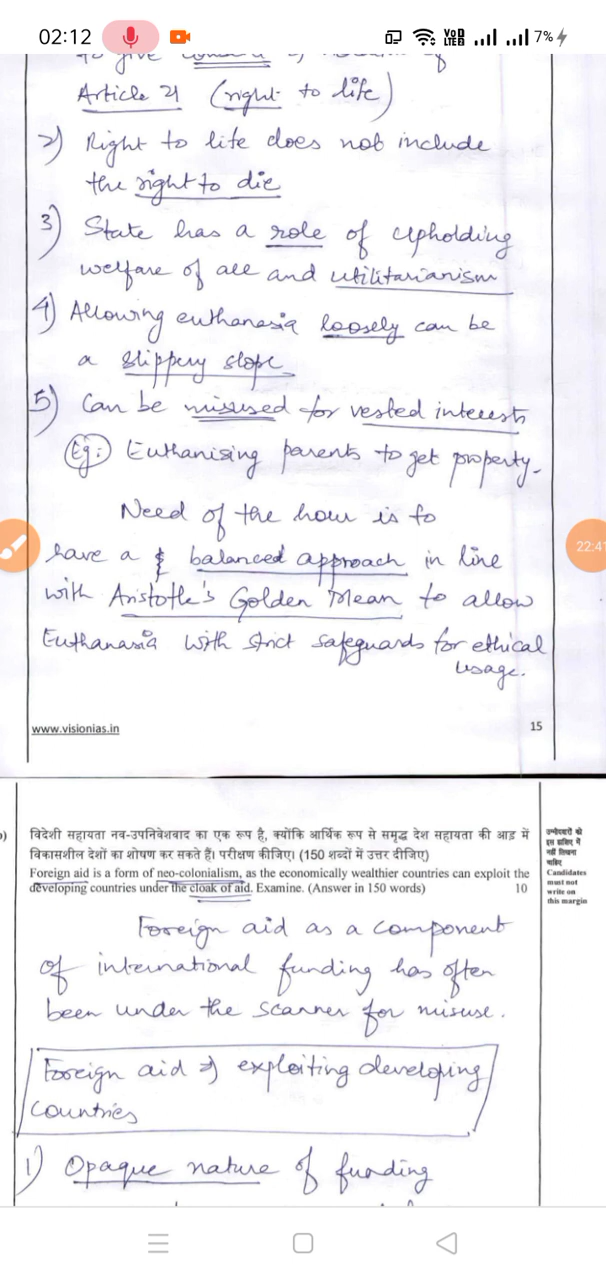 02:12
VoD
LTE2
7%
to give
Article 21 (right to life)
2) Right to life does not include
the right to die
3) State has a role of upholding
welfare of all and utilitarianism
4) Allowing euthanasia loosely can be
a slippery slope
5) Can be misused for vested interests
Eg: Euthanising parents to get property.
Need of the hour is to
have a balanced approach in line
with Aristotle's Golden Mean to allow
Euthanasia with strict safeguards for ethical
usage.
22:41
www.visionias.in
15
विदेशी सहायता नव-उपनिवेशवाद का एक रूप है, क्योंकि आर्थिक रूप से समृद्ध देश सहायता की आड़ में
विकासशील देशों का शोषण कर सकते हैं। परीक्षण कीजिए। (150 शब्दों में उत्तर दीजिए)
Foreign aid is a form of neo-colonialism, as the economically wealthier countries can exploit the
developing countries under the cloak of aid. Examine. (Answer in 150 words) 10
उम्मीदवारों को
इस हाशिए में
नहीं लिखना
चाहिए
Candidates
must not
write on
this margin
Foreign aid as a component
of international funding has often
been under the scanner for misuse.
Foreign aid ⇒ exploiting developing
countries
1) Opaque nature of funding